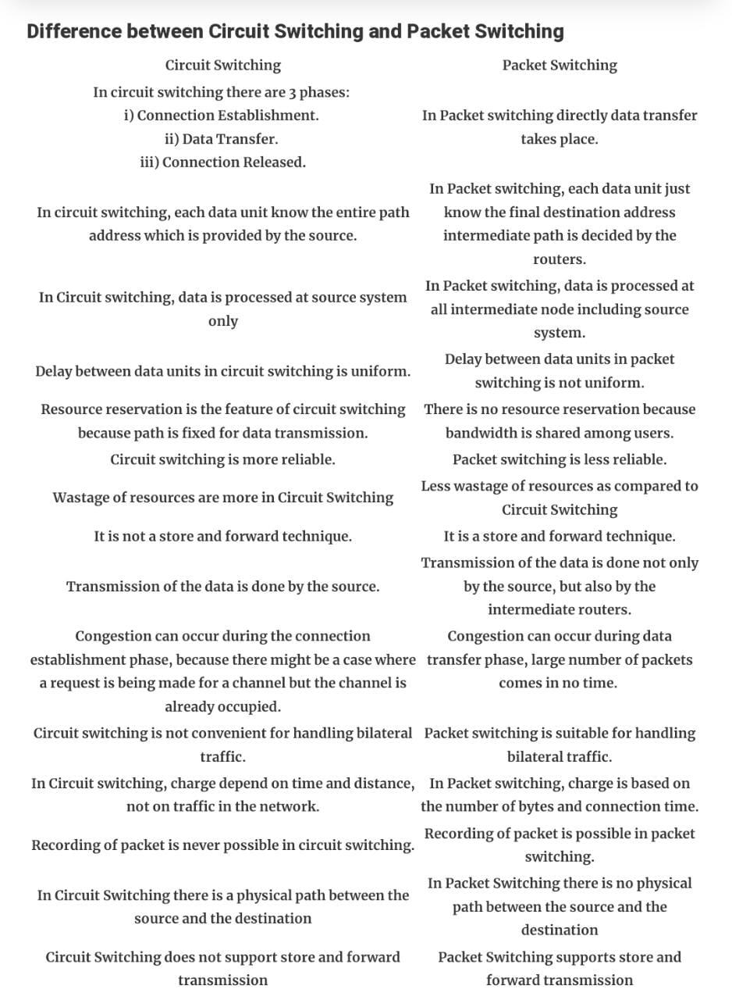 Difference between Circuit Switching and Packet Switching
Circuit Switching
Packet Switching
In circuit switching there are 3 phases:
i) Connection Establishment.
ii) Data Transfer.
iii) Connection Released.
In Packet switching directly data transfer
takes place.
In circuit switching, each data unit know the entire path
address which is provided by the source.
In Packet switching, each data unit just
know the final destination address
intermediate path is decided by the
routers.
In Circuit switching, data is processed at source system
only
In Packet switching, data is processed at
all intermediate node including source
system.
Delay between data units in circuit switching is uniform.
Delay between data units in packet
switching is not uniform.
Resource reservation is the feature of circuit switching
because path is fixed for data transmission.
There is no resource reservation because
bandwidth is shared among users.
Circuit switching is more reliable.
Packet switching is less reliable.
Wastage of resources are more in Circuit Switching
Less wastage of resources as compared to
Circuit Switching
It is not a store and forward technique.
It is a store and forward technique.
Transmission of the data is done by the source.
Transmission of the data is done not only
by the source, but also by the
intermediate routers.
Congestion can occur during the connection
establishment phase, because there might be a case where
a request is being made for a channel but the channel is
already occupied.
Congestion can occur during data
transfer phase, large number of packets
comes in no time.
Circuit switching is not convenient for handling bilateral
traffic.
Packet switching is suitable for handling
bilateral traffic.
In Circuit switching, charge depend on time and distance,
not on traffic in the network.
In Packet switching, charge is based on
the number of bytes and connection time.
Recording of packet is never possible in circuit switching.
Recording of packet is possible in packet
switching.
In Circuit Switching there is a physical path between the
source and the destination
In Packet Switching there is no physical
path between the source and the
destination
Circuit Switching does not support store and forward
transmission
Packet Switching supports store and
forward transmission